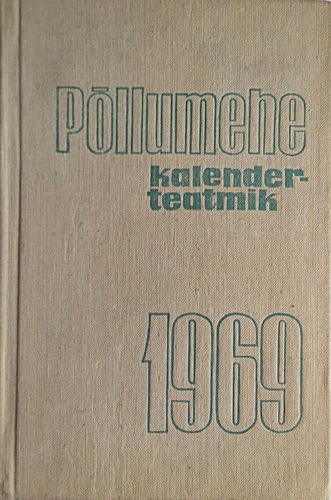 Põllumehe
kalender-
teatmik
1969